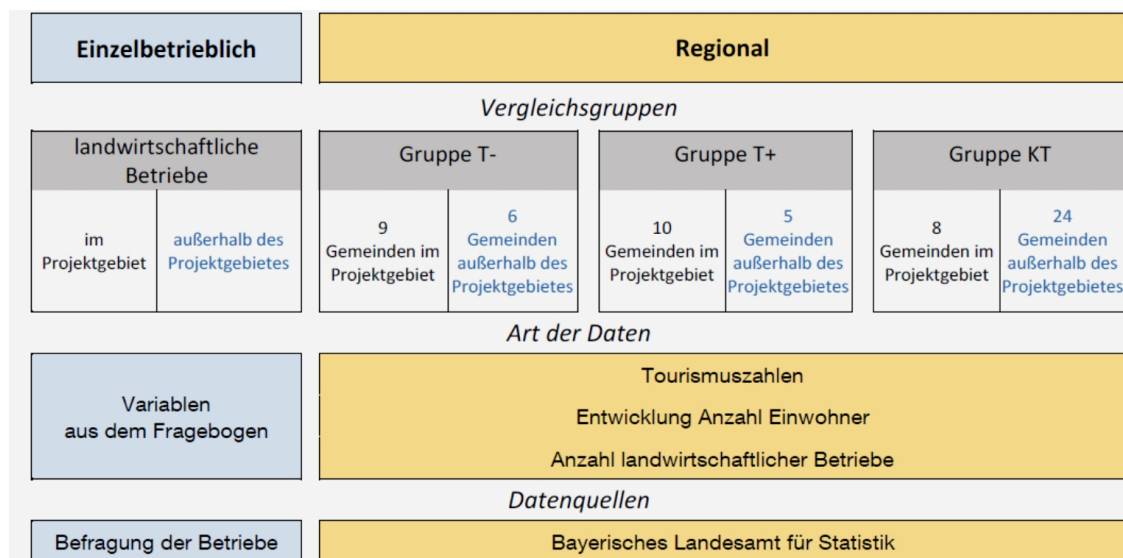 Einzelbetrieblich
Regional
Vergleichsgruppen
landwirtschaftliche
Betriebe
im
Projektgebiet
außerhalb des
Projektgebietes
Gruppe T-
9
Gemeinden im
Projektgebiet
6
Gemeinden
außerhalb des
Projektgebietes
Gruppe T+
10
Gemeinden im
Projektgebiet
5
Gemeinden
außerhalb des
Projektgebietes
Gruppe KT
8
Gemeinden im
Projektgebiet
24
Gemeinden
außerhalb des
Projektgebietes
Art der Daten
Variablen
aus dem Fragebogen
Tourismuszahlen
Entwicklung Anzahl Einwohner
Anzahl landwirtschaftlicher Betriebe
Datenquellen
Befragung der Betriebe
Bayerisches Landesamt für Statistik